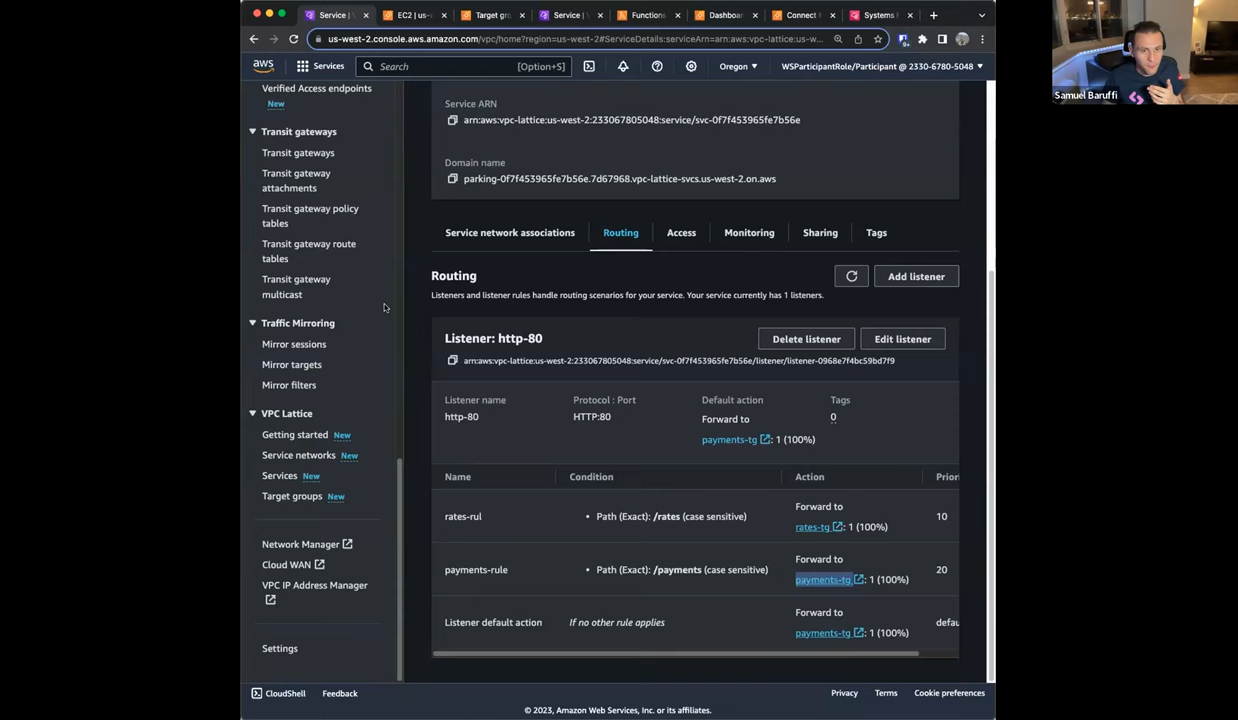 Service | V
EC2 | us-w
Target gro
Service | V
Functions
Dashboar
Connect t
Systems M
us-west-2.console.aws.amazon.com/vpc/home?region=us-west-2#ServiceDetails:serviceArn=arn:aws:vpc-lattice:us-w...
aws
Services
Search
[Option+S]
Oregon
WSParticipantRole/Participant @ 2330-6780-5048
Samuel Baruffi
Verified Access endpoints
New
Transit gateways
Transit gateways
Transit gateway
attachments
Transit gateway policy
tables
Transit gateway route
tables
Transit gateway
multicast
Traffic Mirroring
Mirror sessions
Mirror targets
Mirror filters
VPC Lattice
Getting started New
Service networks New
Services New
Target groups New
Network Manager
Cloud WAN
VPC IP Address Manager
Settings
Service ARN
arn:aws:vpc-lattice:us-west-2:233067805048:service/svc-0f7f453965fe7b56e
Domain name
parking-0f7f453965fe7b56e.7d67968.vpc-lattice-svcs.us-west-2.on.aws
Service network associations
Routing
Access
Monitoring
Sharing
Tags
Routing
Add listener
Listeners and listener rules handle routing scenarios for your service. Your service currently has 1 listeners.
Listener: http-80
Delete listener
Edit listener
arn:aws:vpc-lattice:us-west-2:233067805048:service/svc-0f7f453965fe7b56e/listener/listener-0968e7f4bc59bd7f9
Listener name
Protocol : Port
Default action
Tags
http-80
HTTP:80
Forward to
0
payments-tg : 1 (100%)
Name
Condition
Action
Priori
Forward to
rates-rul
• Path (Exact): /rates (case sensitive)
rates-tg : 1 (100%)
10
Forward to
payments-rule
• Path (Exact): /payments (case sensitive)
payments-tg : 1 (100%)
20
Forward to
Listener default action
If no other rule applies
payments-tg : 1 (100%)
defau
CloudShell
Feedback
Privacy
Terms
Cookie preferences
© 2023, Amazon Web Services, Inc. or its affiliates.